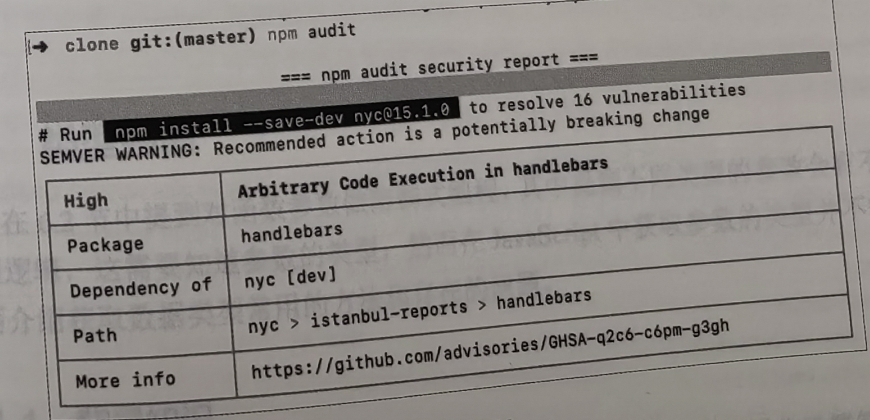 ➜ clone git:(master) npm audit
=== npm audit security report ===
# Run npm install --save-dev nyc@15.1.0 to resolve 16 vulnerabilities
SEMVER WARNING: Recommended action is a potentially breaking change
High Arbitrary Code Execution in handlebars
Package handlebars
Dependency of nyc [dev]
Path nyc > istanbul-reports > handlebars
More info https://github.com/advisories/GHSA-q2c6-c6pm-g3gh